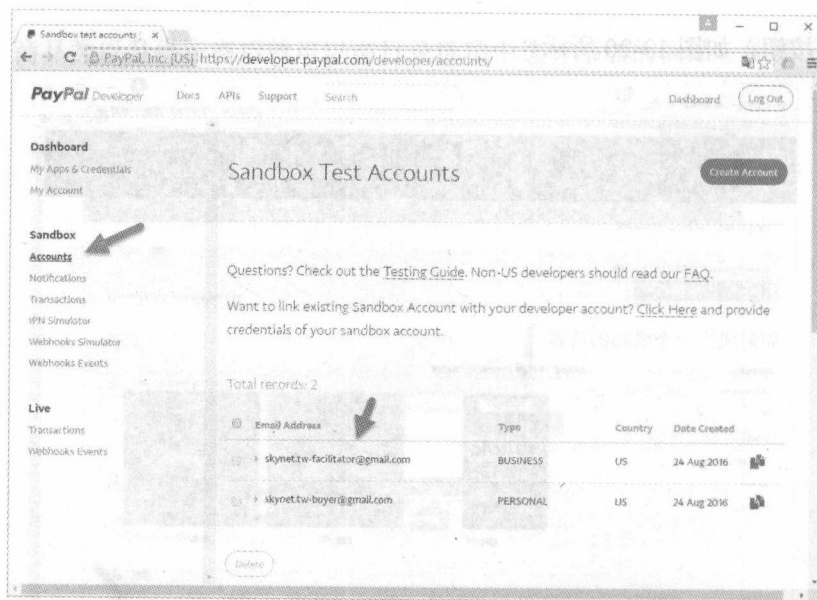 Sandbox test accounts
PayPal, Inc. [US] https://developer.paypal.com/developer/accounts/
PayPal Developer Docs APIs Support Search Dashboard Log Out
Dashboard
My Apps & Credentials
My Account
Sandbox
Accounts
Notifications
Transactions
IPN Simulator
Webhooks Simulator
Webhooks Events
Live
Transactions
Webhooks Events
Sandbox Test Accounts
Create Account
Questions? Check out the Testing Guide. Non-US developers should read our FAQ.
Want to link existing Sandbox Account with your developer account? Click Here and provide
credentials of your sandbox account.
Total records: 2
Email Address Type Country Date Created
skynet.tw-facilitator@gmail.com BUSINESS US 24 Aug 2016
skynet.tw-buyer@gmail.com PERSONAL US 24 Aug 2016
Delete